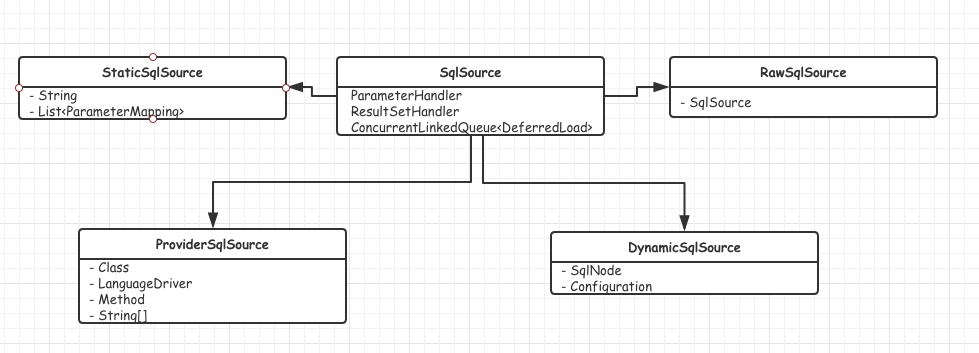 StaticSqlSource
- String
- List<ParameterMapping>
SqlSource
ParameterHandler
ResultSetHandler
ConcurrentLinkedQueue<DeferredLoad>
RawSqlSource
- SqlSource
ProviderSqlSource
- Class
- LanguageDriver
- Method
- String[]
DynamicSqlSource
- SqlNode
- Configuration